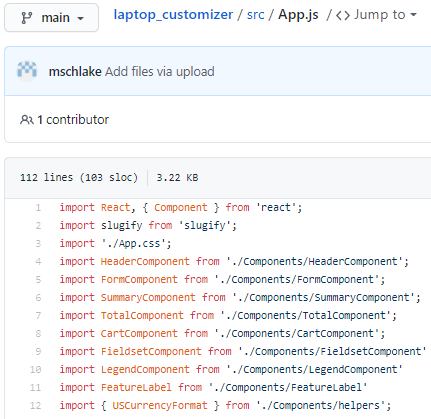 main
laptop_customizer / src / App.js / <> Jump to
mschlake Add files via upload
1 contributor
112 lines (103 sloc) 3.22 KB
1 import React, { Component } from 'react';
2 import slugify from 'slugify';
3 import './App.css';
4 import HeaderComponent from './Components/HeaderComponent';
5 import FormComponent from './Components/FormComponent';
6 import SummaryComponent from './Components/SummaryComponent';
7 import TotalComponent from './Components/TotalComponent';
8 import CartComponent from './Components/CartComponent';
9 import FieldsetComponent from './Components/FieldsetComponent'
10 import LegendComponent from './Components/LegendComponent'
11 import FeatureLabel from './Components/FeatureLabel'
12 import { USCurrencyFormat } from './Components/helpers';